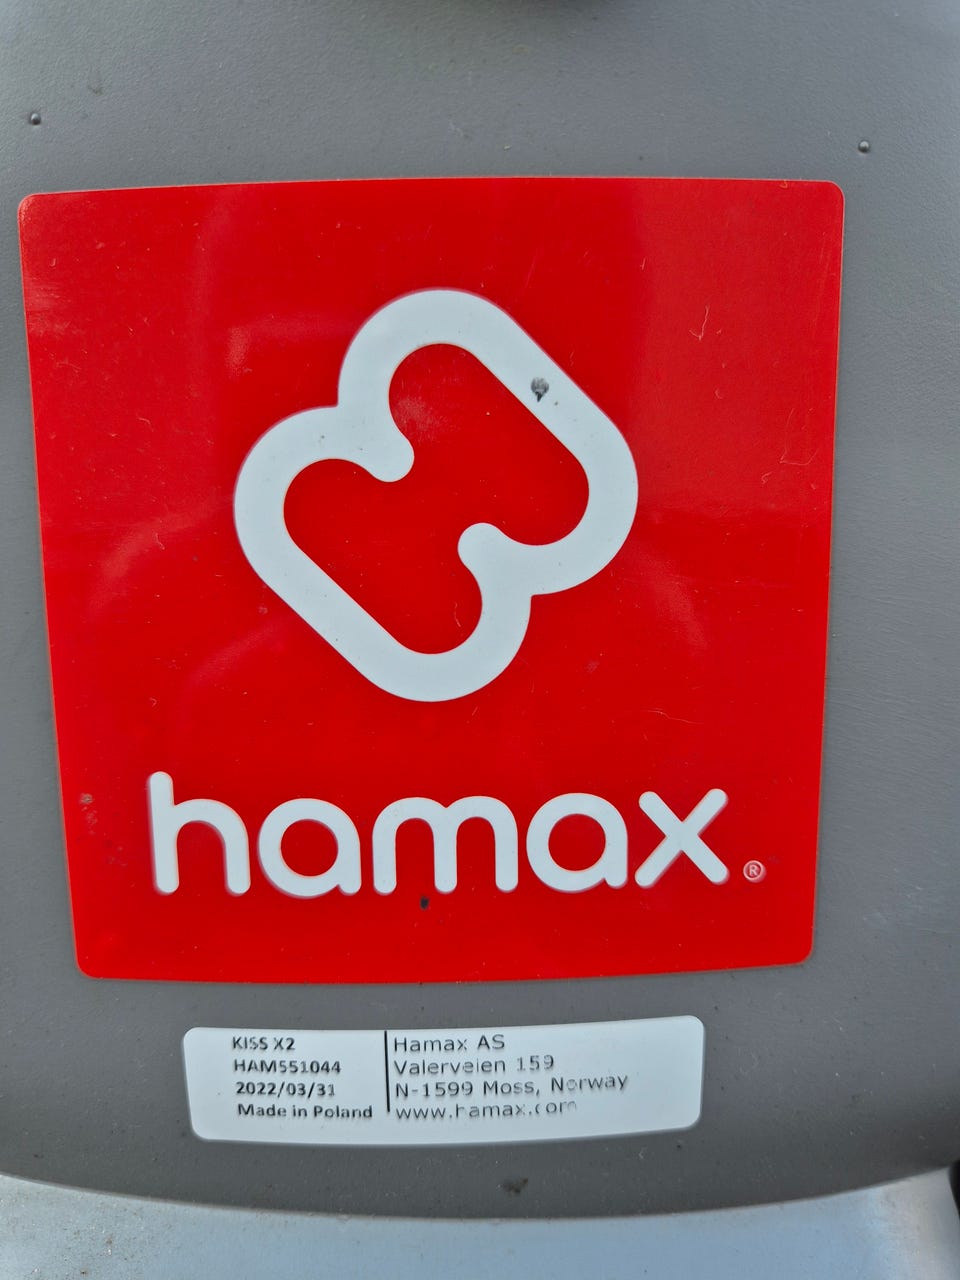 hamax®
KISS X2
HAM551044
2022/03/31
Made in Poland
Hamax AS
Valerveien 159
N-1599 Moss, Norway
www.hamax.com